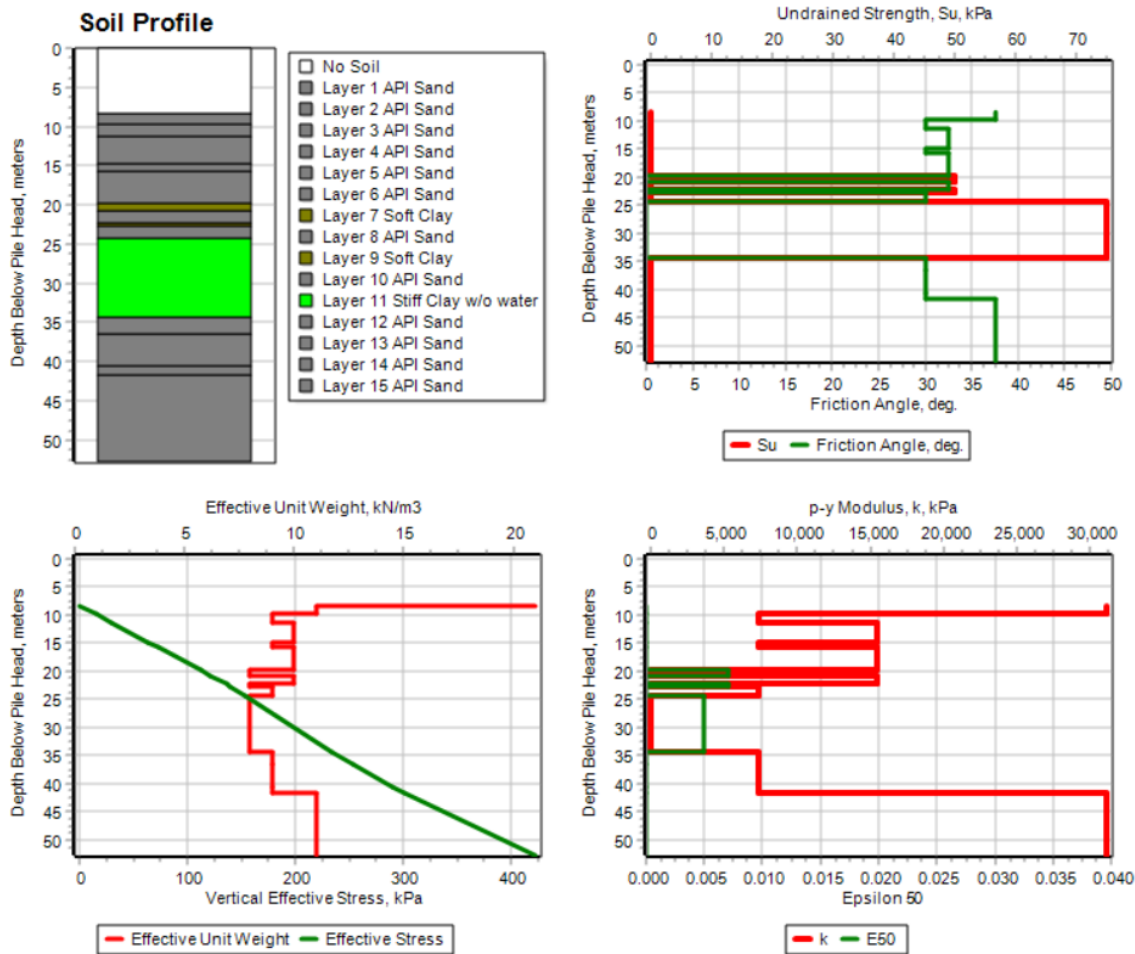 Soil Profile
0
5
10
15
20
25
30
35
40
45
50
Depth Below Pile Head, meters
No Soil
Layer 1 API Sand
Layer 2 API Sand
Layer 3 API Sand
Layer 4 API Sand
Layer 5 API Sand
Layer 6 API Sand
Layer 7 Soft Clay
Layer 8 API Sand
Layer 9 Soft Clay
Layer 10 API Sand
Layer 11 Stiff Clay w/o water
Layer 12 API Sand
Layer 13 API Sand
Layer 14 API Sand
Layer 15 API Sand
Undrained Strength, Su, kPa
0 10 20 30 40 50 60 70
0
5
10
15
20
25
30
35
40
45
50
Depth Below Pile Head, meters
0 5 10 15 20 25 30 35 40 45 50
Friction Angle, deg.
Su Friction Angle, deg.
Effective Unit Weight, kN/m3
0 5 10 15 20
0
5
10
15
20
25
30
35
40
45
50
Depth Below Pile Head, meters
0 100 200 300 400
Vertical Effective Stress, kPa
Effective Unit Weight Effective Stress
p-y Modulus, k, kPa
0 5,000 10,000 15,000 20,000 25,000 30,000
0
5
10
15
20
25
30
35
40
45
50
Depth Below Pile Head, meters
0.000 0.005 0.010 0.015 0.020 0.025 0.030 0.035 0.040
Epsilon 50
k E50